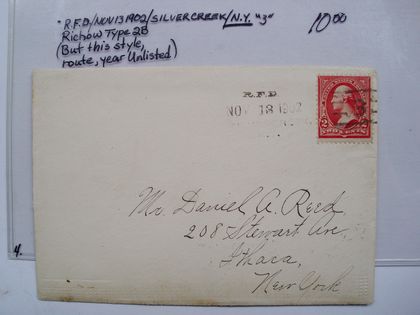 "R.F.D/NOV 13 1902/SILVER CREEK/N.Y. "3"
10.00
Richow Type 2B
(But this style,
route, year Unlisted)
R.F.D.
NOV 13 1902
Mr. Daniel A. Reed
208 Stewart Ave,
Ithaca,
New York
4.